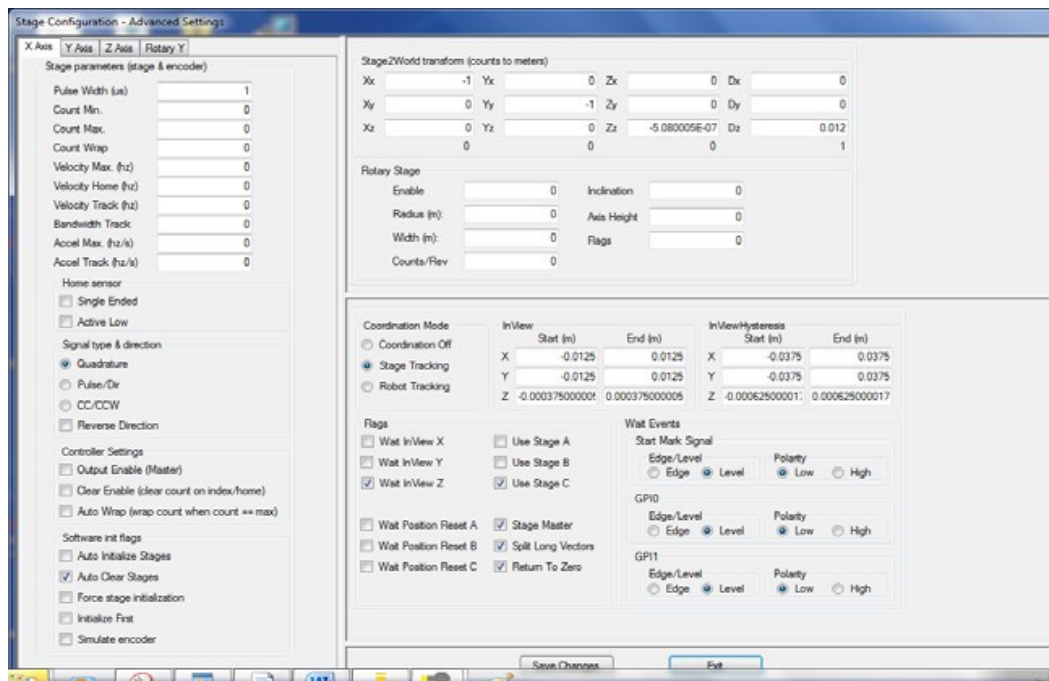 Stage Configuration - Advanced Settings
X Axis Y Axis Z Axis Rotary Y
Stage parameters (stage & encoder)
Pulse Width (us) 1
Count Min. 0
Count Max. 0
Count Wrap 0
Velocity Max. (hz) 0
Velocity Home (hz) 0
Velocity Track (hz) 0
Bandwidth Track 0
Accel Max. (hz/s) 0
Accel Track (hz/s) 0
Home sensor
Single Ended
Active Low
Signal type & direction
Quadrature
Pulse/Dir
CC/CCW
Reverse Direction
Controller Settings
Output Enable (Master)
Clear Enable (clear count on index/home)
Auto Wrap (wrap count when count == max)
Software init flags
Auto Initialize Stages
Auto Clear Stages
Force stage initialization
Initialize First
Simulate encoder
Stage2World transform (counts to meters)
Xx -1 Yx 0 Zx 0 Dx 0
Xy 0 Yy -1 Zy 0 Dy 0
Xz 0 Yz 0 Zz -5.080005E-07 Dz 0.012
0 0 0 1
Rotary Stage
Enable 0 Inclination 0
Radius (m): 0 Axis Height 0
Width (m): 0 Flags 0
Counts/Rev 0
Coordination Mode
Coordination Off
Stage Tracking
Robot Tracking
InView
Start (m) End (m)
X -0.0125 0.0125
Y -0.0125 0.0125
Z -0.00037500000 0.000375000005
InViewHysteresis
Start (m) End (m)
X -0.0375 0.0375
Y -0.0375 0.0375
Z -0.000625000017 0.000625000017
Flags
Wait InView X Use Stage A
Wait InView Y Use Stage B
Wait InView Z Use Stage C
Wait Position Reset A Stage Master
Wait Position Reset B Split Long Vectors
Wait Position Reset C Return To Zero
Wait Events
Start Mark Signal
Edge/Level Polarity
Edge Level Low High
GPI0
Edge/Level Polarity
Edge Level Low High
GPI1
Edge/Level Polarity
Edge Level Low High
Save Changes Exit